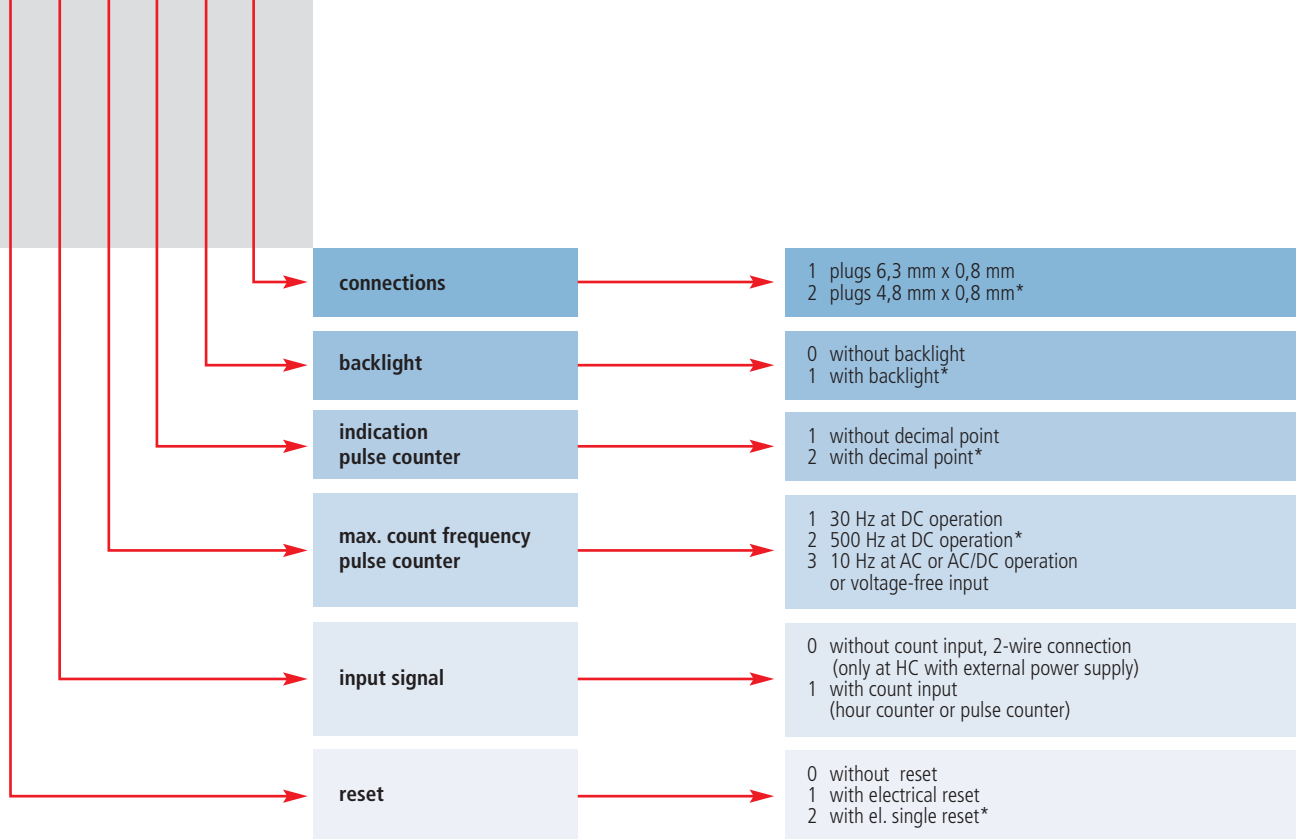 connections
1 plugs 6,3 mm x 0,8 mm
2 plugs 4,8 mm x 0,8 mm*
backlight
0 without backlight
1 with backlight*
indication
pulse counter
1 without decimal point
2 with decimal point*
max. count frequency
pulse counter
1 30 Hz at DC operation
2 500 Hz at DC operation*
3 10 Hz at AC or AC/DC operation
or voltage-free input
input signal
0 without count input, 2-wire connection
(only at HC with external power supply)
1 with count input
(hour counter or pulse counter)
reset
0 without reset
1 with electrical reset
2 with el. single reset*